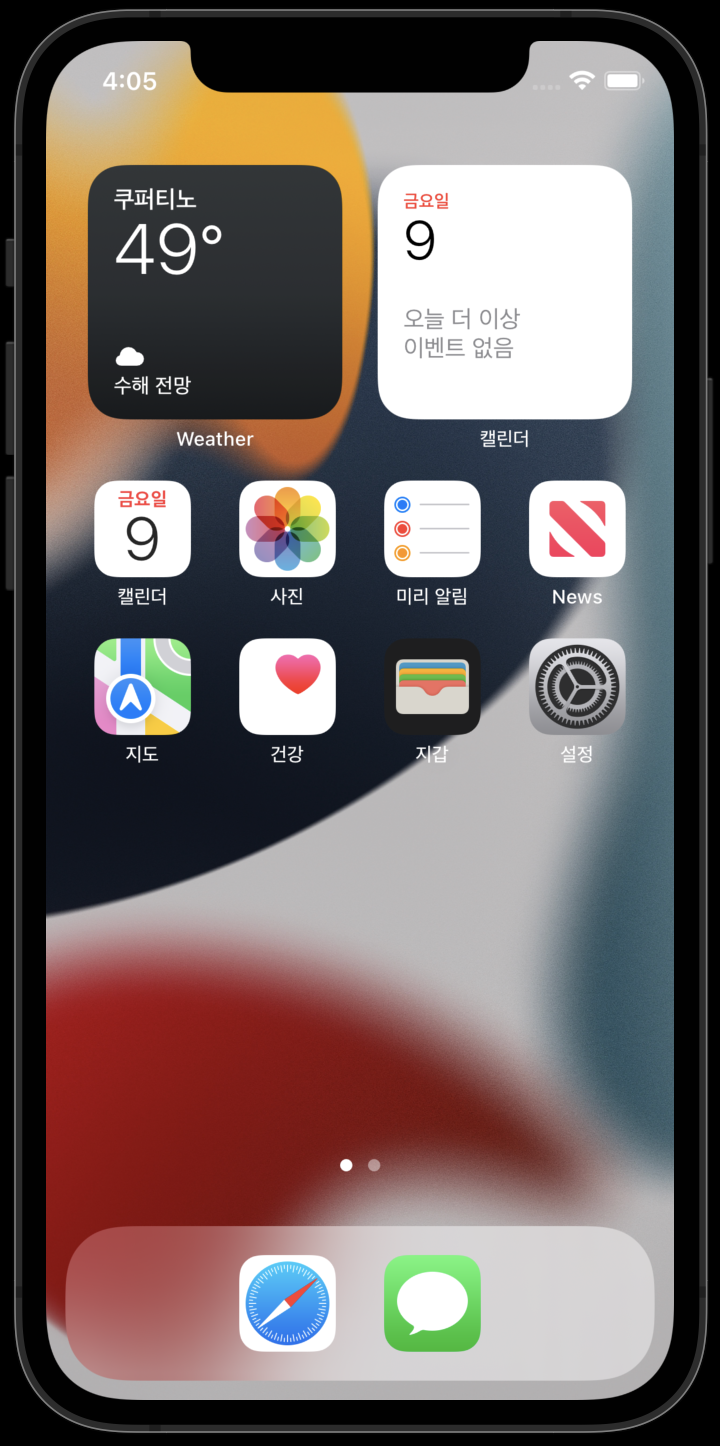 4:05
쿠퍼티노
49°
수해 전망
Weather
금요일
9
오늘 더 이상
이벤트 없음
캘린더
금요일
9
캘린더
사진
미리 알림
News
지도
건강
지갑
설정